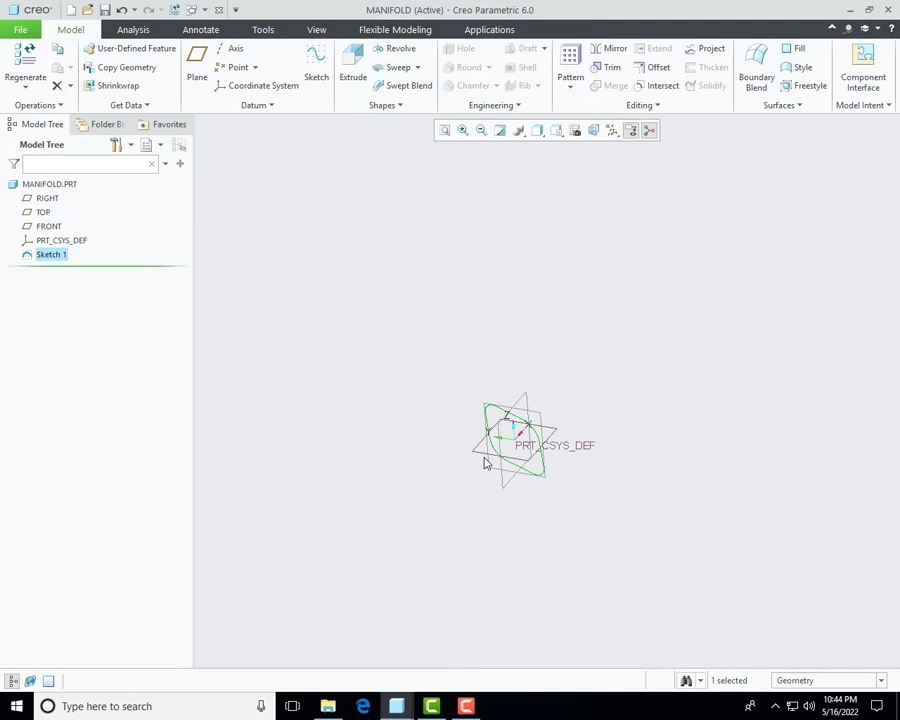 creo
MANIFOLD (Active) - Creo Parametric 6.0
File
Model
Analysis
Annotate
Tools
View
Flexible Modeling
Applications
Regenerate
User-Defined Feature
Copy Geometry
Shrinkwrap
Plane
Axis
Point
Coordinate System
Sketch
Extrude
Revolve
Sweep
Swept Blend
Hole
Round
Chamfer
Draft
Shell
Rib
Pattern
Mirror
Trim
Merge
Extend
Offset
Intersect
Project
Thicken
Solidify
Boundary
Blend
Fill
Style
Freestyle
Component
Interface
Operations
Get Data
Datum
Shapes
Engineering
Editing
Surfaces
Model Intent
Model Tree
Folder B
Favorites
Model Tree
MANIFOLD.PRT
RIGHT
TOP
FRONT
PRT_CSYS_DEF
Sketch 1
Z
X
Y
PRT_CSYS_DEF
1 selected
Geometry
Type here to search
10:44 PM
5/16/2022